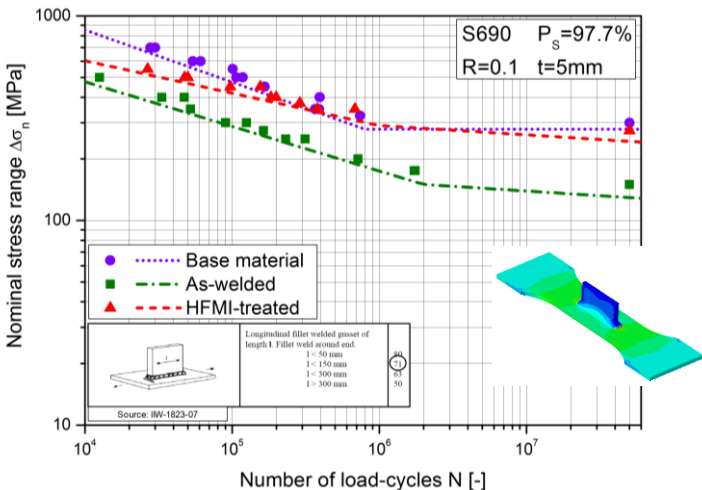 1000
100
10
Nominal stress range Δσn [MPa]
S690 PS=97.7%
R=0.1 t=5mm
Base material
As-welded
HFMI-treated
Longitudinal fillet welded gusset of
length l. Fillet weld around end.
l < 50 mm 80
l < 150 mm 71
l < 300 mm 63
l > 300 mm 50
l
Source: IIW-1823-07
10^4 10^5 10^6 10^7
Number of load-cycles N [-]